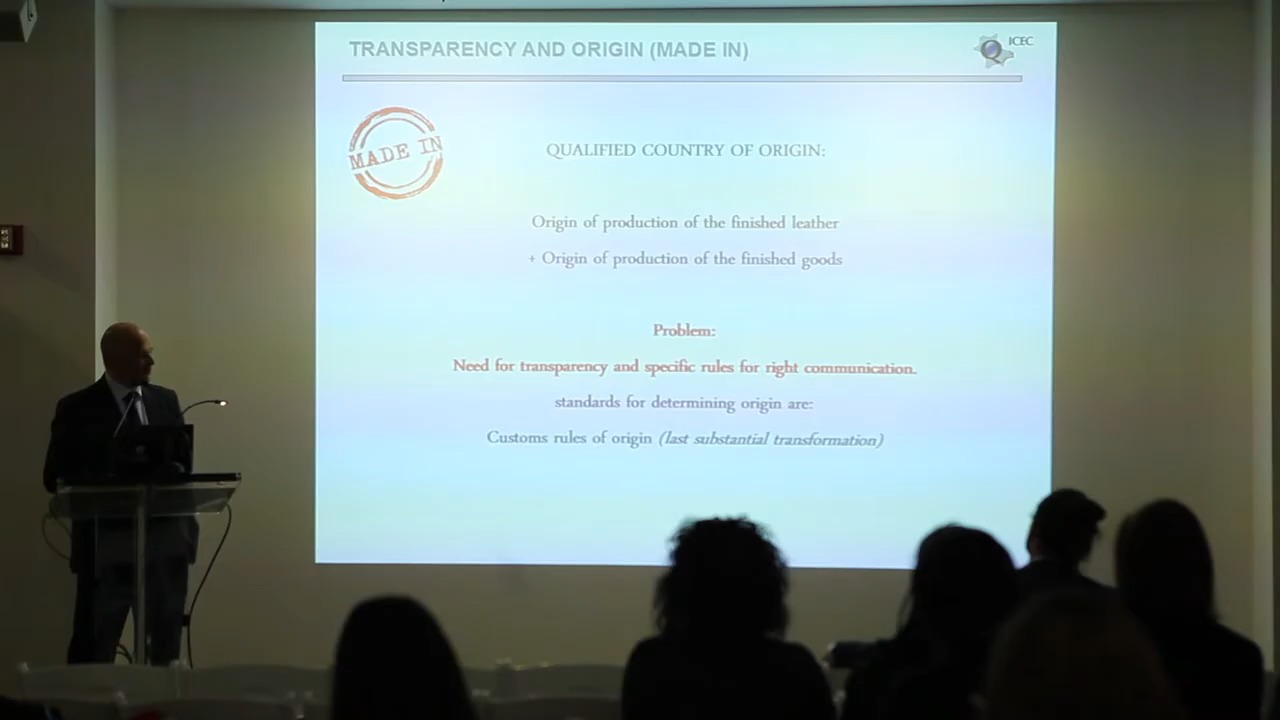 TRANSPARENCY AND ORIGIN (MADE IN)
ICEC
Q
MADE IN
QUALIFIED COUNTRY OF ORIGIN:
Origin of production of the finished leather
+ Origin of production of the finished goods
Problem:
Need for transparency and specific rules for right communication.
standards for determining origin are:
Customs rules of origin (last substantial transformation)